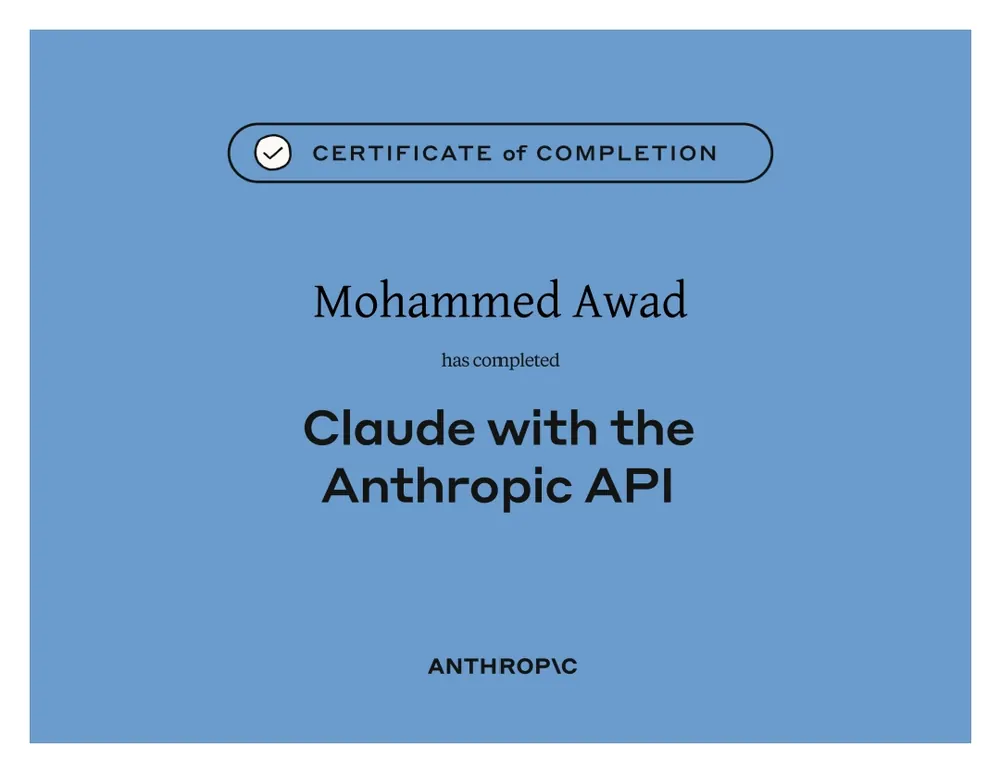 CERTIFICATE of COMPLETION
Mohammed Awad
has completed
Claude with the
Anthropic API
ANTHROP\C